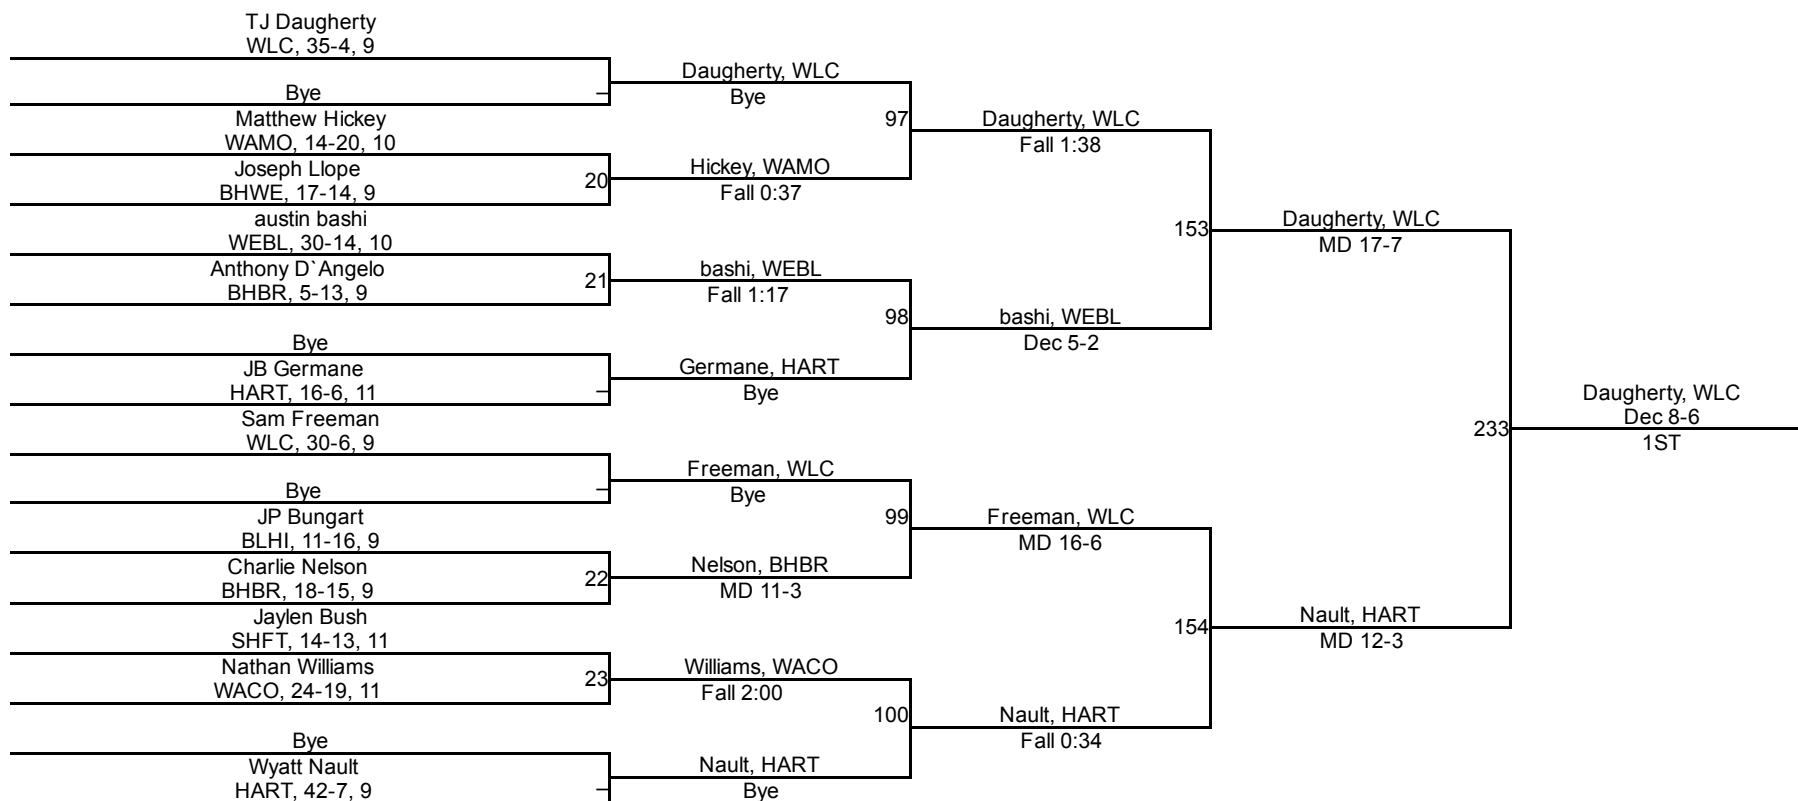 TJ Daugherty
WLC, 35-4, 9
Bye
Matthew Hickey
WAMO, 14-20, 10
Joseph Llope
BHWE, 17-14, 9
20
austin bashi
WEBL, 30-14, 10
Anthony D`Angelo
BHBR, 5-13, 9
21
Bye
JB Germane
HART, 16-6, 11
Sam Freeman
WLC, 30-6, 9
Bye
JP Bungart
BLHI, 11-16, 9
Charlie Nelson
BHBR, 18-15, 9
22
Jaylen Bush
SHFT, 14-13, 11
Nathan Williams
WACO, 24-19, 11
23
Bye
Wyatt Nault
HART, 42-7, 9
Daugherty, WLC
Bye
97
Hickey, WAMO
Fall 0:37
bashi, WEBL
Fall 1:17
98
Germane, HART
Bye
Freeman, WLC
Bye
99
Nelson, BHBR
MD 11-3
Williams, WACO
Fall 2:00
100
Nault, HART
Bye
Daugherty, WLC
Fall 1:38
153
bashi, WEBL
Dec 5-2
Freeman, WLC
MD 16-6
154
Nault, HART
Fall 0:34
Daugherty, WLC
MD 17-7
233
Nault, HART
MD 12-3
Daugherty, WLC
Dec 8-6
1ST